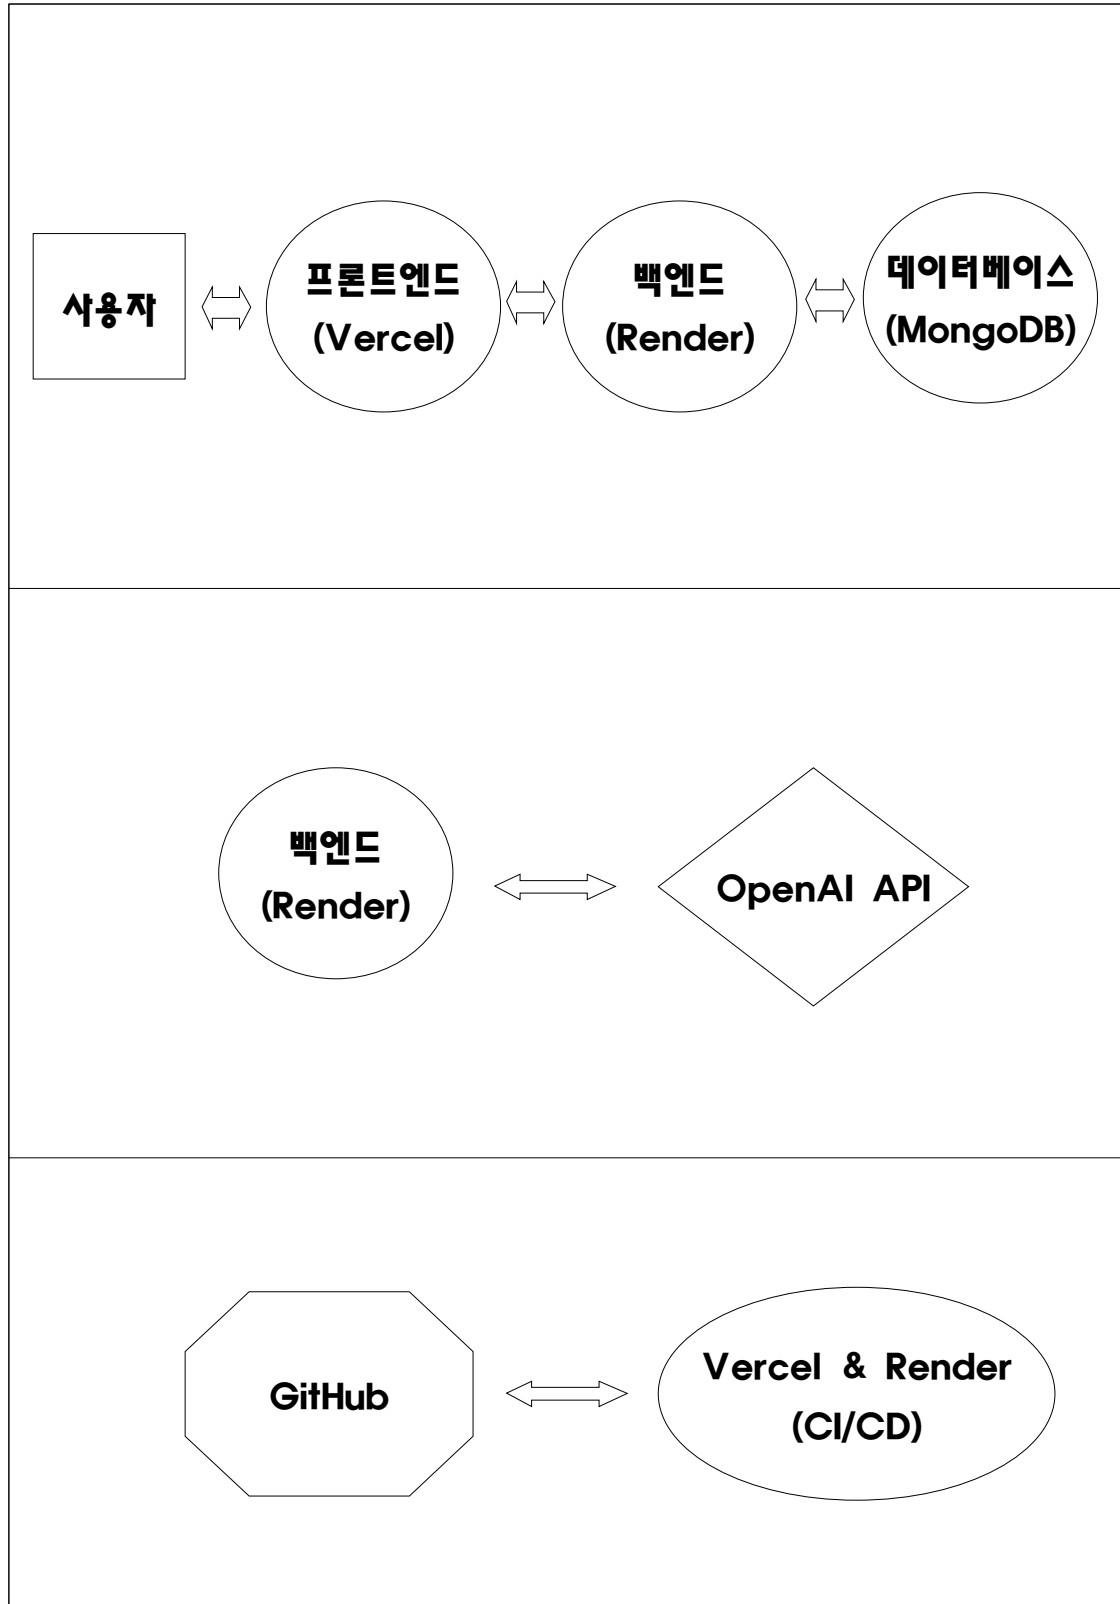 사용자
프론트엔드
(Vercel)
백엔드
(Render)
데이터베이스
(MongoDB)
백엔드
(Render)
OpenAI API
GitHub
Vercel & Render
(CI/CD)